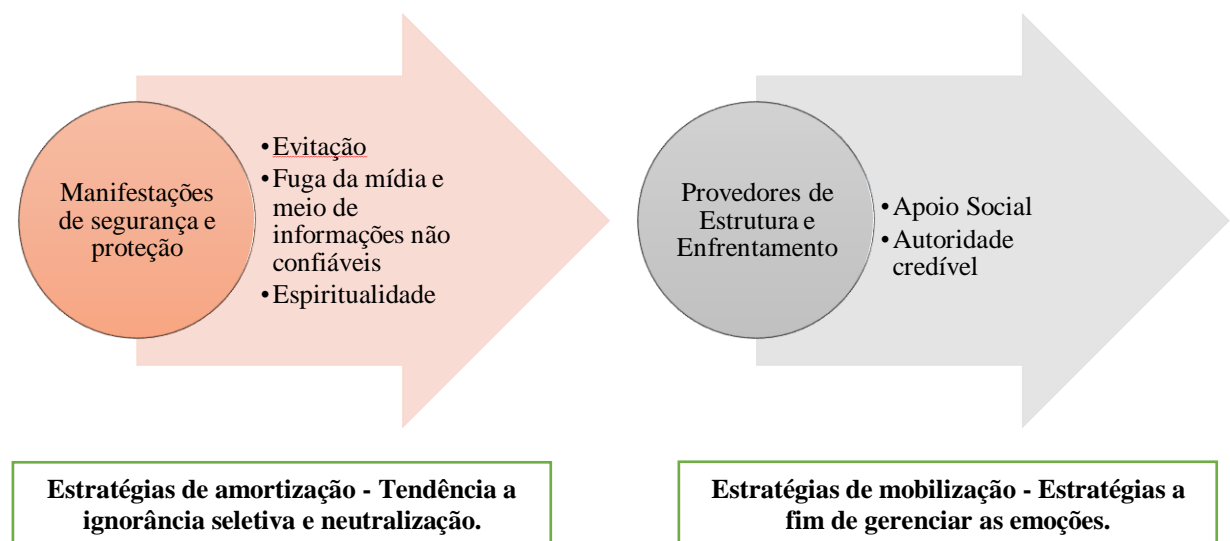 Manifestações
de segurança e
proteção
•Evitação
•Fuga da mídia e
meio de
informações não
confiáveis
•Espiritualidade
Provedores de
Estrutura e
Enfrentamento
•Apoio Social
•Autoridade
credível
Estratégias de amortização - Tendência a
ignorância seletiva e neutralização.
Estratégias de mobilização - Estratégias a
fim de gerenciar as emoções.